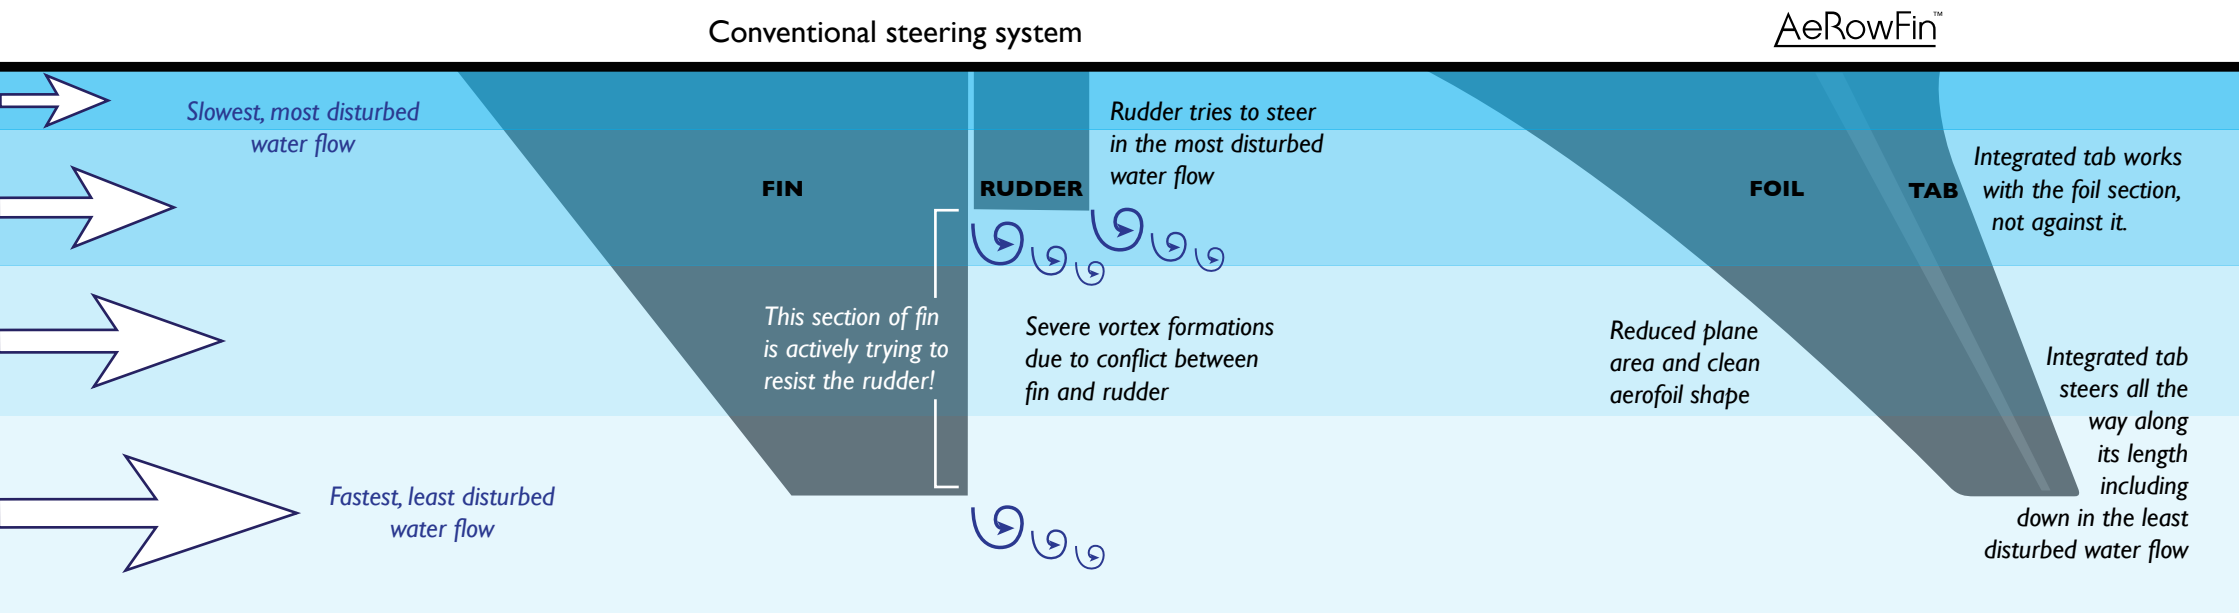 Conventional steering system
AeRowFin™
Slowest, most disturbed
water flow
Rudder tries to steer
in the most disturbed
water flow
FIN
RUDDER
FOIL
TAB
Integrated tab works
with the foil section,
not against it.
This section of fin
is actively trying to
resist the rudder!
Severe vortex formations
due to conflict between
fin and rudder
Reduced plane
area and clean
aerofoil shape
Integrated tab
steers all the
way along
its length
including
down in the least
disturbed water flow
Fastest, least disturbed
water flow